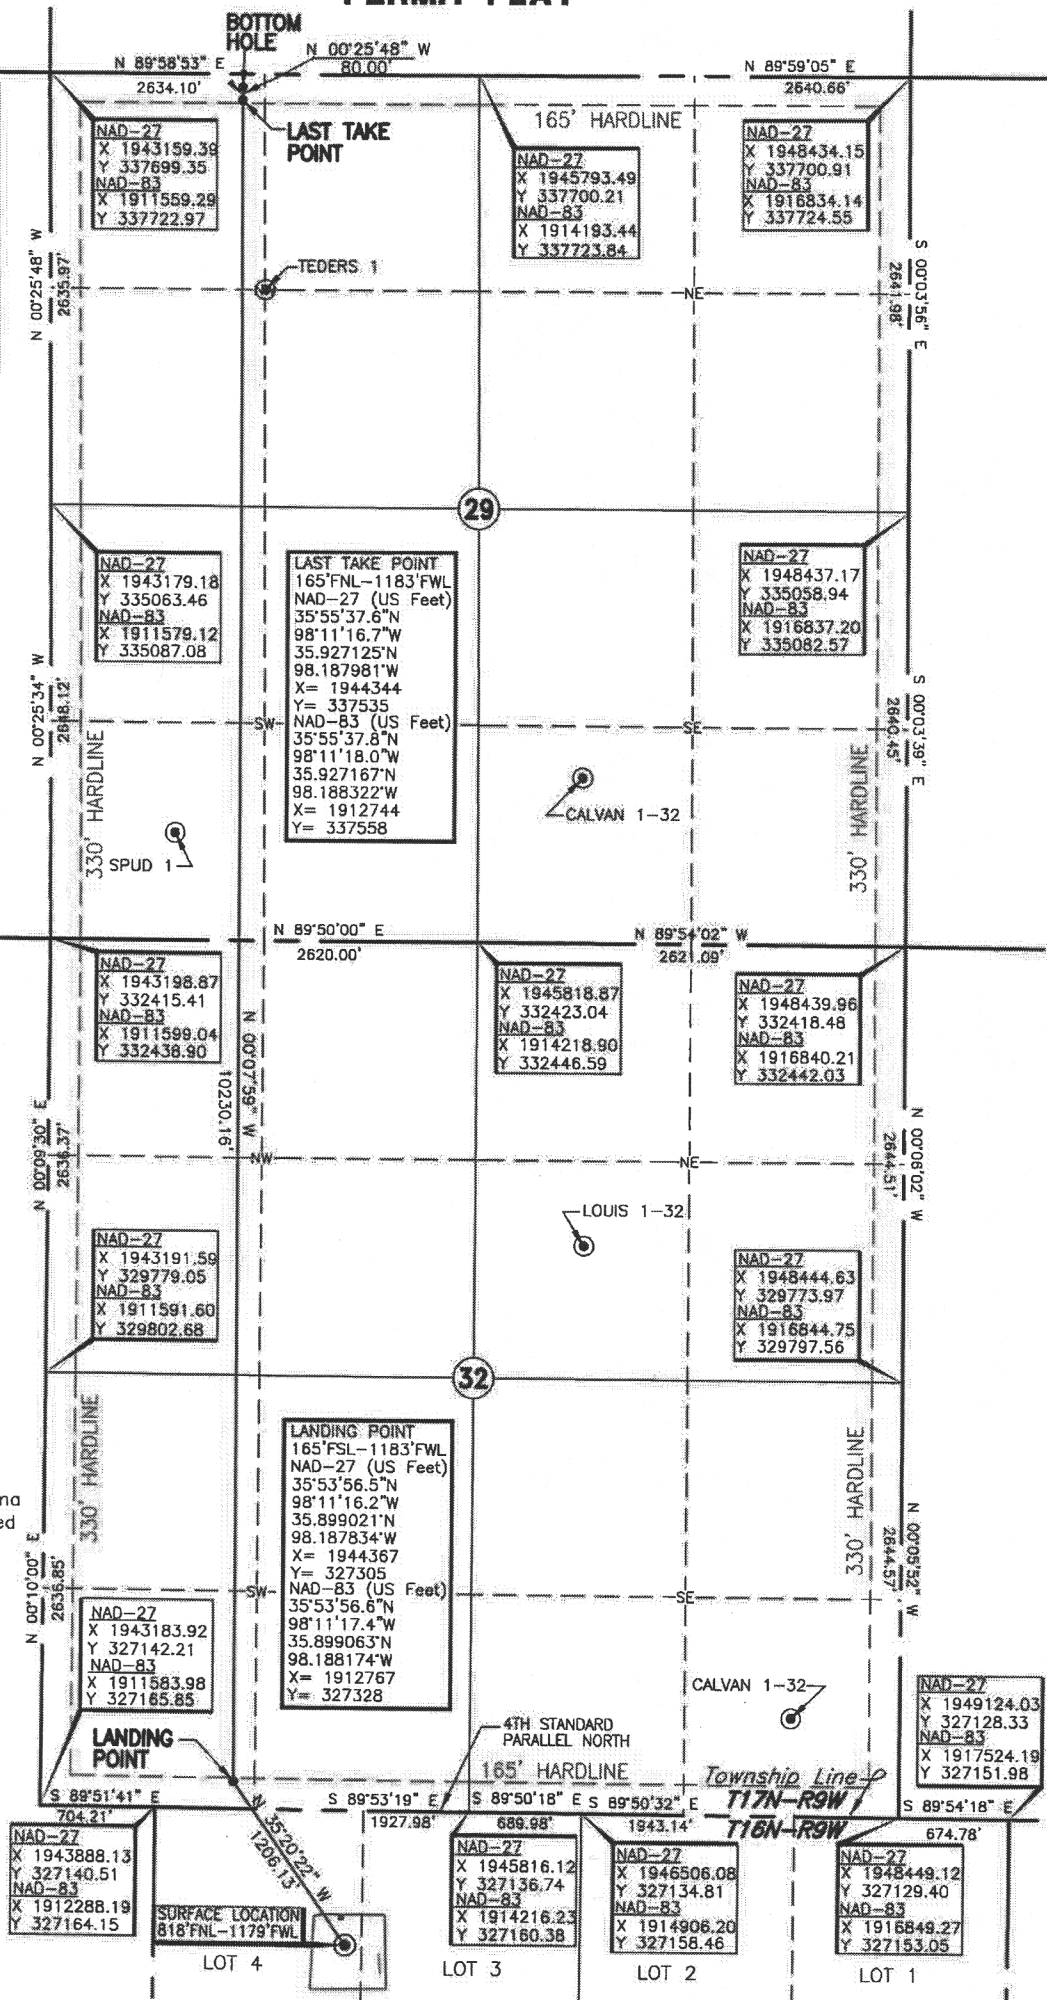 BOTTOM
HOLE
N 00°25'48" W
80.00'
N 89°58'53" E
2634.10'
N 89°59'05" E
2640.66'
LAST TAKE
POINT
165' HARDLINE
NAD-27
X 1943159.39
Y 337699.35
NAD-83
X 1911559.29
Y 337722.97
NAD-27
X 1945793.49
Y 337700.21
NAD-83
X 1914193.44
Y 337723.84
NAD-27
X 1948434.15
Y 337700.91
NAD-83
X 1916834.14
Y 337724.55
N 00°25'48" W
2635.97'
TEDERS 1
NE
S 00°03'56" E
2641.98'
29
NAD-27
X 1943179.18
Y 335063.46
NAD-83
X 1911579.12
Y 335087.08
LAST TAKE POINT
165'FNL-1183'FWL
NAD-27 (US Feet)
35°55'37.6"N
98°11'16.7"W
35.927125°N
98.187981°W
X= 1944344
Y= 337535
NAD-83 (US Feet)
35°55'37.8"N
98°11'18.0"W
35.927167°N
98.188322°W
X= 1912744
Y= 337558
NAD-27
X 1948437.17
Y 335058.94
NAD-83
X 1916837.20
Y 335082.57
N 00°25'34" W
2648.12'
SW
SE
S 00°03'39" E
2640.45'
330' HARDLINE
330' HARDLINE
SPUD 1
CALVAN 1-32
N 89°50'00" E
2620.00'
N 89°54'02" W
2621.09'
NAD-27
X 1943198.87
Y 332415.41
NAD-83
X 1911599.04
Y 332438.90
NAD-27
X 1945818.87
Y 332423.04
NAD-83
X 1914218.90
Y 332446.59
NAD-27
X 1948439.96
Y 332418.48
NAD-83
X 1916840.21
Y 332442.03
N 00°07'59" W
10230.16'
N 00°09'30" E
2636.37'
NW
NE
N 00°06'02" W
2644.51'
LOUIS 1-32
NAD-27
X 1943191.59
Y 329779.05
NAD-83
X 1911591.60
Y 329802.68
NAD-27
X 1948444.63
Y 329773.97
NAD-83
X 1916844.75
Y 329797.56
32
LANDING POINT
165'FSL-1183'FWL
NAD-27 (US Feet)
35°53'56.5"N
98°11'16.2"W
35.899021°N
98.187834°W
X= 1944367
Y= 327305
NAD-83 (US Feet)
35°53'56.6"N
98°11'17.4"W
35.899063°N
98.188174°W
X= 1912767
Y= 327328
330' HARDLINE
330' HARDLINE
na
ed
N 00°10'00" E
2636.85'
SW
SE
N 00°05'52" W
2644.57'
NAD-27
X 1943183.92
Y 327142.21
NAD-83
X 1911583.98
Y 327165.85
CALVAN 1-32
NAD-27
X 1949124.03
Y 327128.33
NAD-83
X 1917524.19
Y 327151.98
LANDING
POINT
4TH STANDARD
PARALLEL NORTH
165' HARDLINE
Township Line
T17N-R9W
T16N-R9W
S 89°51'41" E
704.21'
S 89°53'19" E
1927.98'
S 89°50'18" E
689.98'
S 89°50'32" E
1943.14'
S 89°54'18" E
674.78'
N 35°20'22" W
1206.13'
NAD-27
X 1943888.13
Y 327140.51
NAD-83
X 1912288.19
Y 327164.15
SURFACE LOCATION
818'FNL-1179'FWL
NAD-27
X 1945816.12
Y 327136.74
NAD-83
X 1914216.23
Y 327160.38
NAD-27
X 1946506.08
Y 327134.81
NAD-83
X 1914906.20
Y 327158.46
NAD-27
X 1948449.12
Y 327129.40
NAD-83
X 1916849.27
Y 327153.05
LOT 4
LOT 3
LOT 2
LOT 1